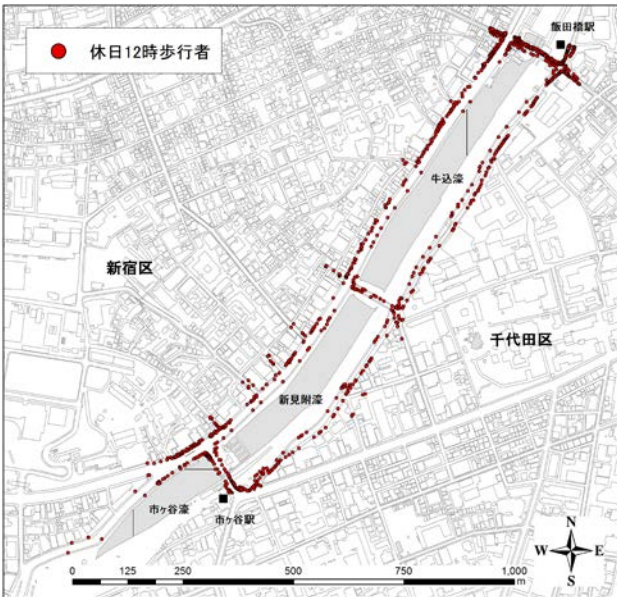 休日12時歩行者
飯田橋駅
牛込濠
新宿区
千代田区
新見附濠
市ヶ谷濠
市ヶ谷駅
N
W E
S
0 125 250 500 750 1,000
m